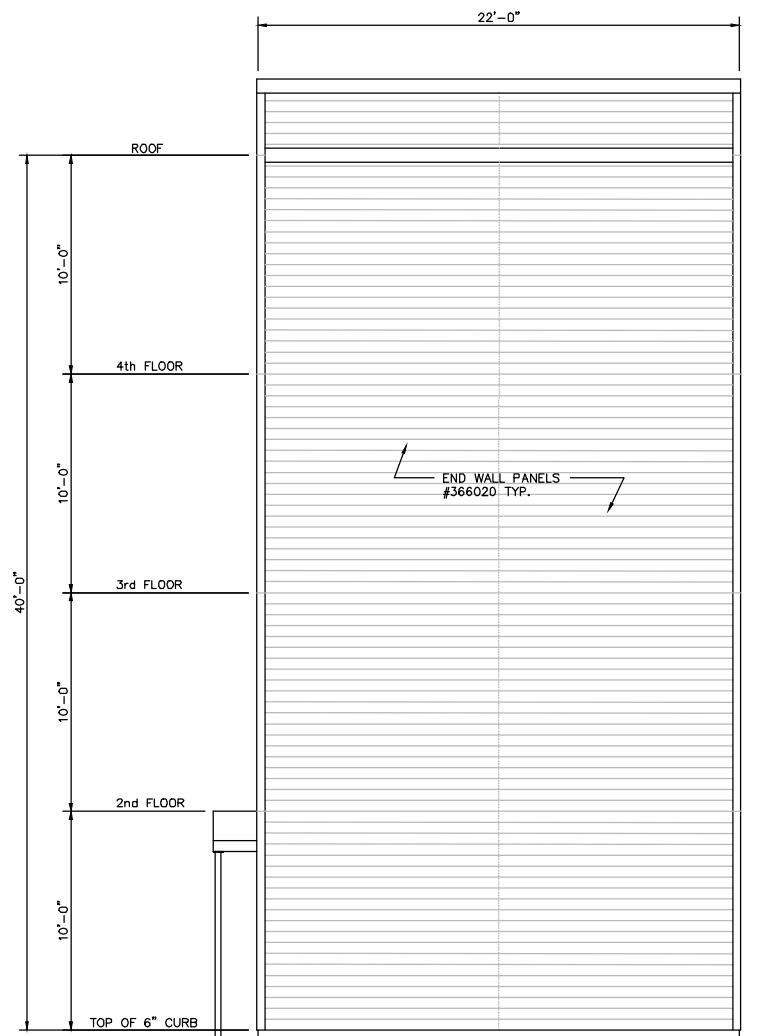 22'-0"
ROOF
10'-0"
4th FLOOR
10'-0"
END WALL PANELS
#366020 TYP.
40'-0"
3rd FLOOR
10'-0"
2nd FLOOR
10'-0"
TOP OF 6" CURB